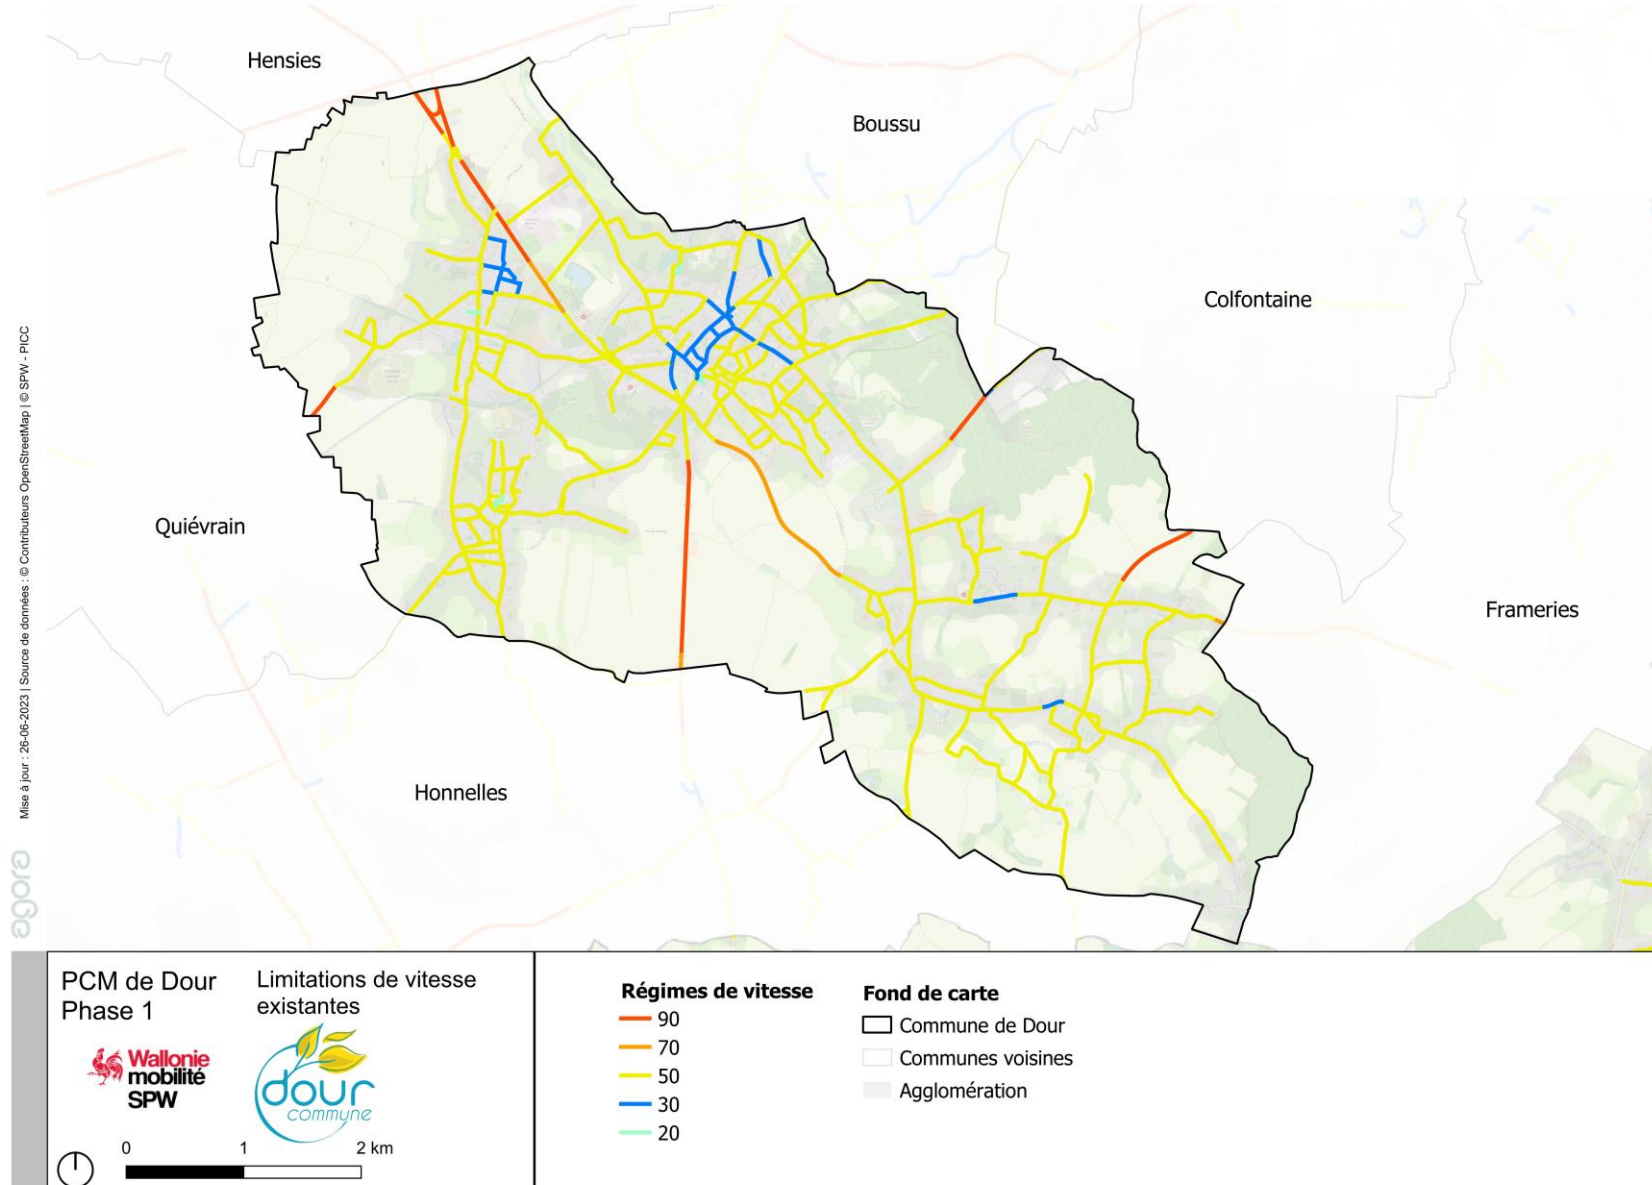 Hensies
Boussu
Colfontaine
Quiévrain
Frameries
Honnelles
Mise à jour : 26-06-2023 | Source de données : © Contributeurs OpenStreetMap | © SPW - PICC
agora
PCM de Dour
Phase 1
Limitations de vitesse
existantes
Wallonie
mobilité
SPW
dour
commune
0 1 2 km
Régimes de vitesse
90
70
50
30
20
Fond de carte
Commune de Dour
Communes voisines
Agglomération